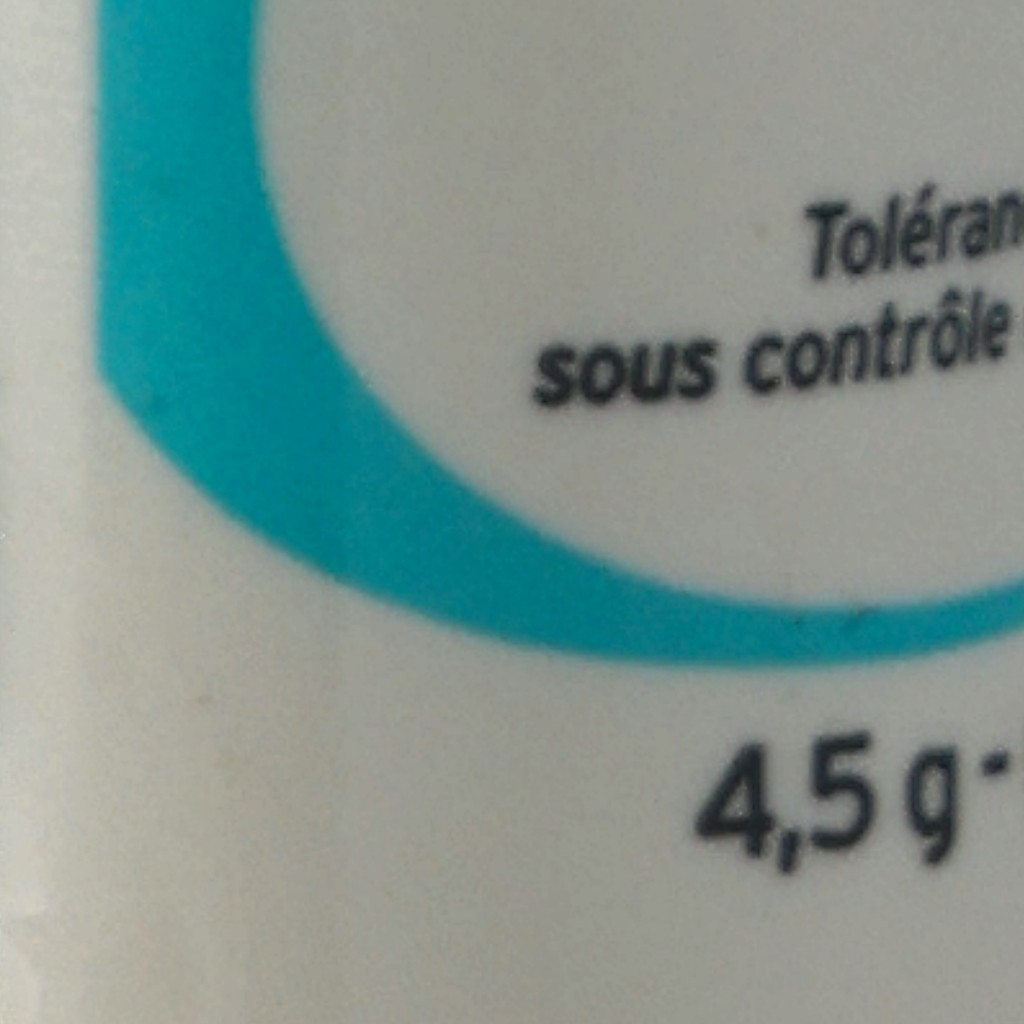 Toléran
sous contrôle
4,5 g -